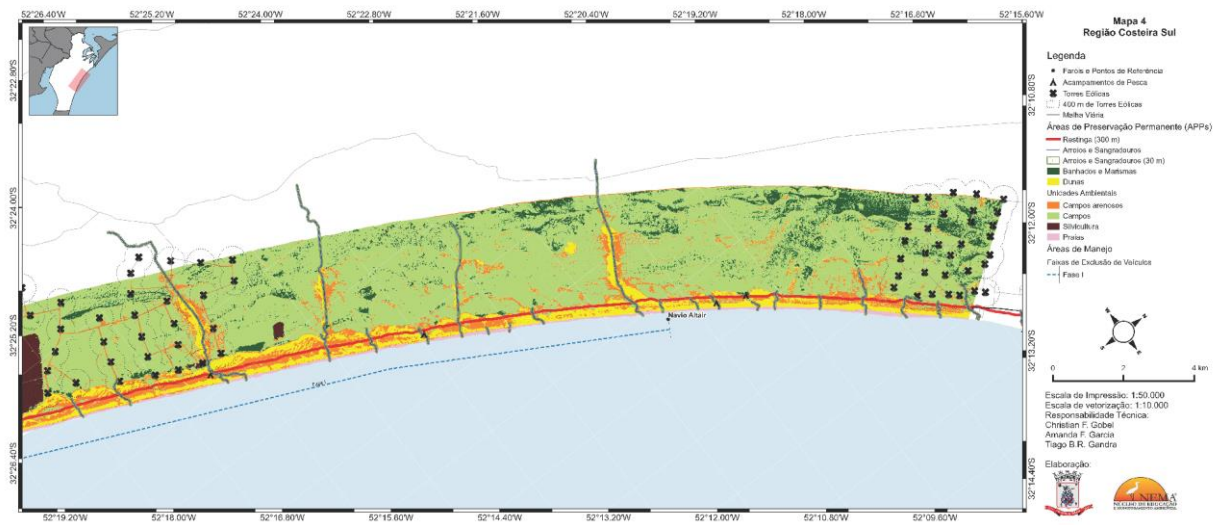 52°26.40'W 52°25.20'W 52°24.00'W 52°22.80'W 52°21.60'W 52°20.40'W 52°19.20'W 52°18.00'W 52°16.80'W 52°15.60'W
32°22.80'S
32°24.00'S
32°25.20'S
32°26.40'S
32°10.80'S
32°12.00'S
32°13.20'S
32°14.40'S
Navio Altair
Fase I
52°19.20'W 52°18.00'W 52°16.80'W 52°15.60'W 52°14.40'W 52°13.20'W 52°12.00'W 52°10.80'W 52°09.60'W
Mapa 4
Região Costeira Sul
Legenda
Faróis e Pontos de Referência
Acampamentos de Pesca
Torres Eólicas
400 m de Torres Eólicas
Malha Viária
Áreas de Preservação Permanente (APPs)
Restinga (300 m)
Arroios e Sangradouros
Arroios e Sangradouros (30 m)
Banhados e Marismas
Dunas
Unidades Ambientais
Campos arenosos
Campos
Silvicultura
Praias
Áreas de Manejo
Faixas de Exclusão de Veículos
Fase I
0 2 4 km
Escala de Impressão: 1:50.000
Escala de vetorização: 1:10.000
Responsabilidade Técnica:
Christian F. Gobel
Amanda F. Garcia
Tiago B.R. Gandra
Elaboração:
NEMA
NÚCLEO DE EDUCAÇÃO
E MONITORAMENTO AMBIENTAL